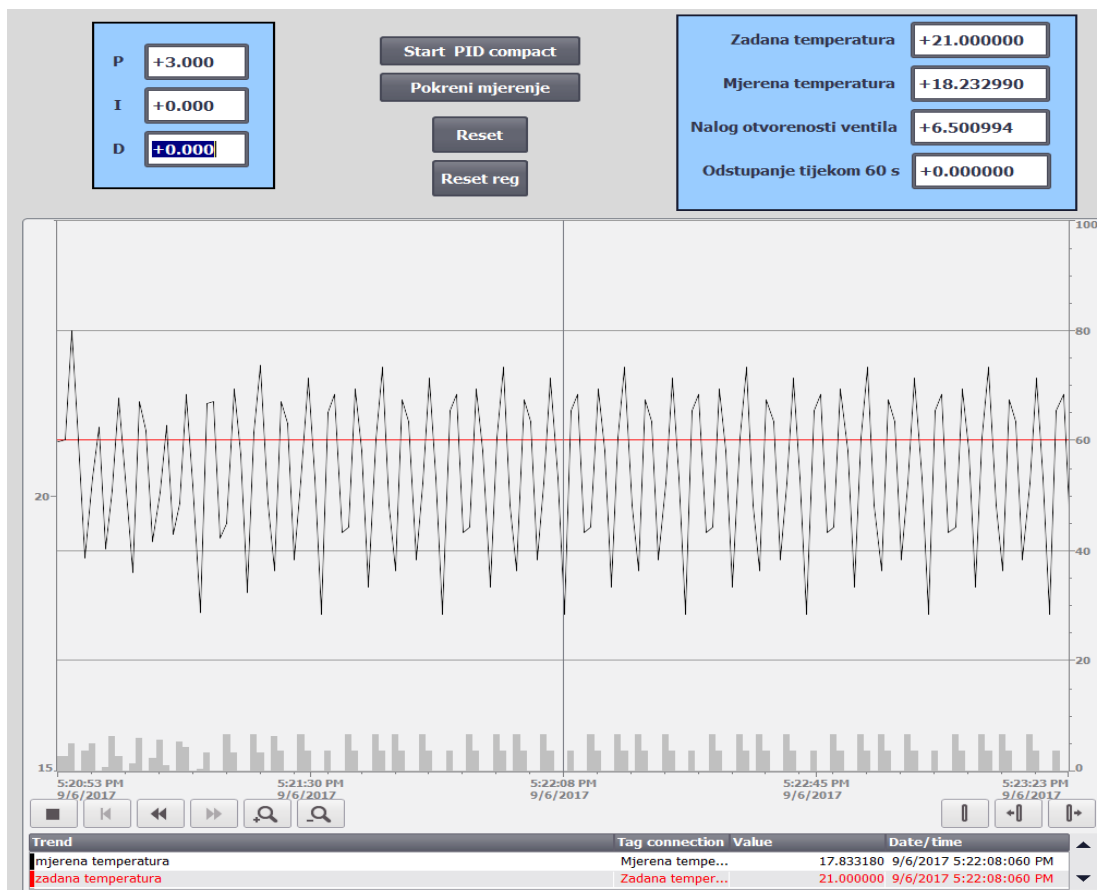 P +3.000
I +0.000
D +0.000
Start PID compact
Pokreni mjerenje
Reset
Reset reg
Zadana temperatura +21.000000
Mjerena temperatura +18.232990
Nalog otvorenosti ventila +6.500994
Odstupanje tijekom 60 s +0.000000
100
80
60
20
40
20
15
0
5:20:53 PM 5:21:30 PM 5:22:08 PM 5:22:45 PM 5:23:23 PM
9/6/2017 9/6/2017 9/6/2017 9/6/2017 9/6/2017
Trend Tag connection Value Date/time
mjerena temperatura Mjerena tempe... 17.833180 9/6/2017 5:22:08:060 PM
zadana temperatura Zadana temper... 21.000000 9/6/2017 5:22:08:060 PM